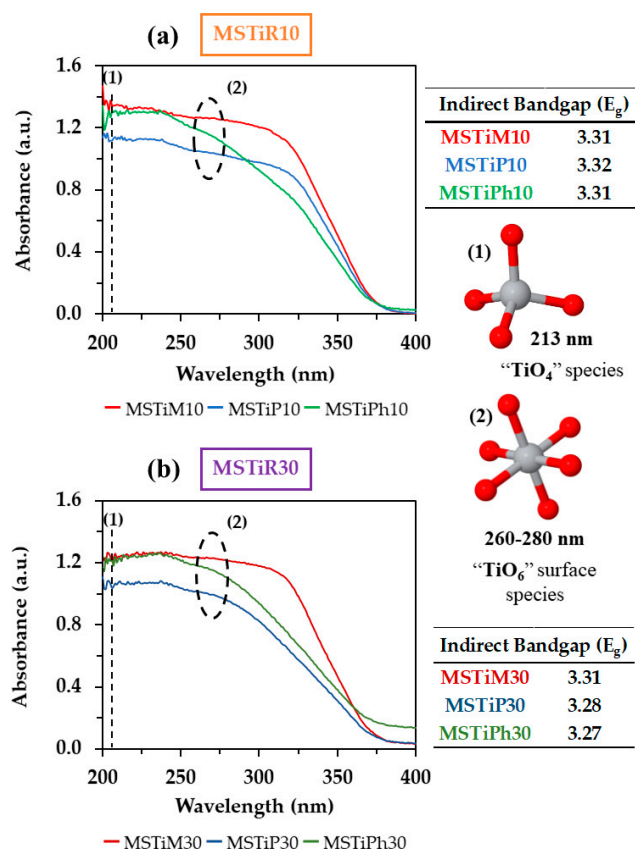 (a) MSTiR10
1.6
1.2
0.8
0.4
0.0
200 250 300 350 400
(1)
(2)
Absorbance (a.u.)
Wavelength (nm)
MSTiM10 MSTiP10 MSTiPh10
Indirect Bandgap (Eg)
MSTiM10 3.31
MSTiP10 3.32
MSTiPh10 3.31
(1)
213 nm
“TiO4” species
(2)
260-280 nm
“TiO6” surface
species
(b) MSTiR30
1.6
1.2
0.8
0.4
0.0
200 250 300 350 400
(1)
(2)
Absorbance (a.u.)
Wavelength (nm)
MSTiM30 MSTiP30 MSTiPh30
Indirect Bandgap (Eg)
MSTiM30 3.31
MSTiP30 3.28
MSTiPh30 3.27